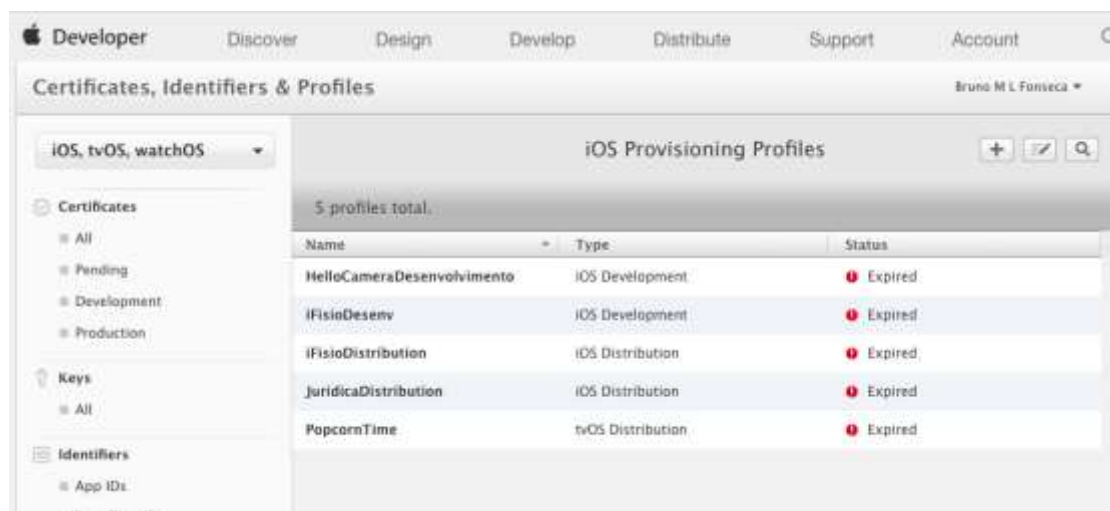 Developer Discover Design Develop Distribute Support Account
Certificates, Identifiers & Profiles Bruno M L Fonseca
iOS, tvOS, watchOS
iOS Provisioning Profiles
5 profiles total.
Name Type Status
HelloCameraDesenvolvimento iOS Development Expired
iFisioDesenv iOS Development Expired
iFisioDistribution iOS Distribution Expired
JuridicaDistribution iOS Distribution Expired
PopcornTime tvOS Distribution Expired
Certificates
All
Pending
Development
Production
Keys
All
Identifiers
App IDs